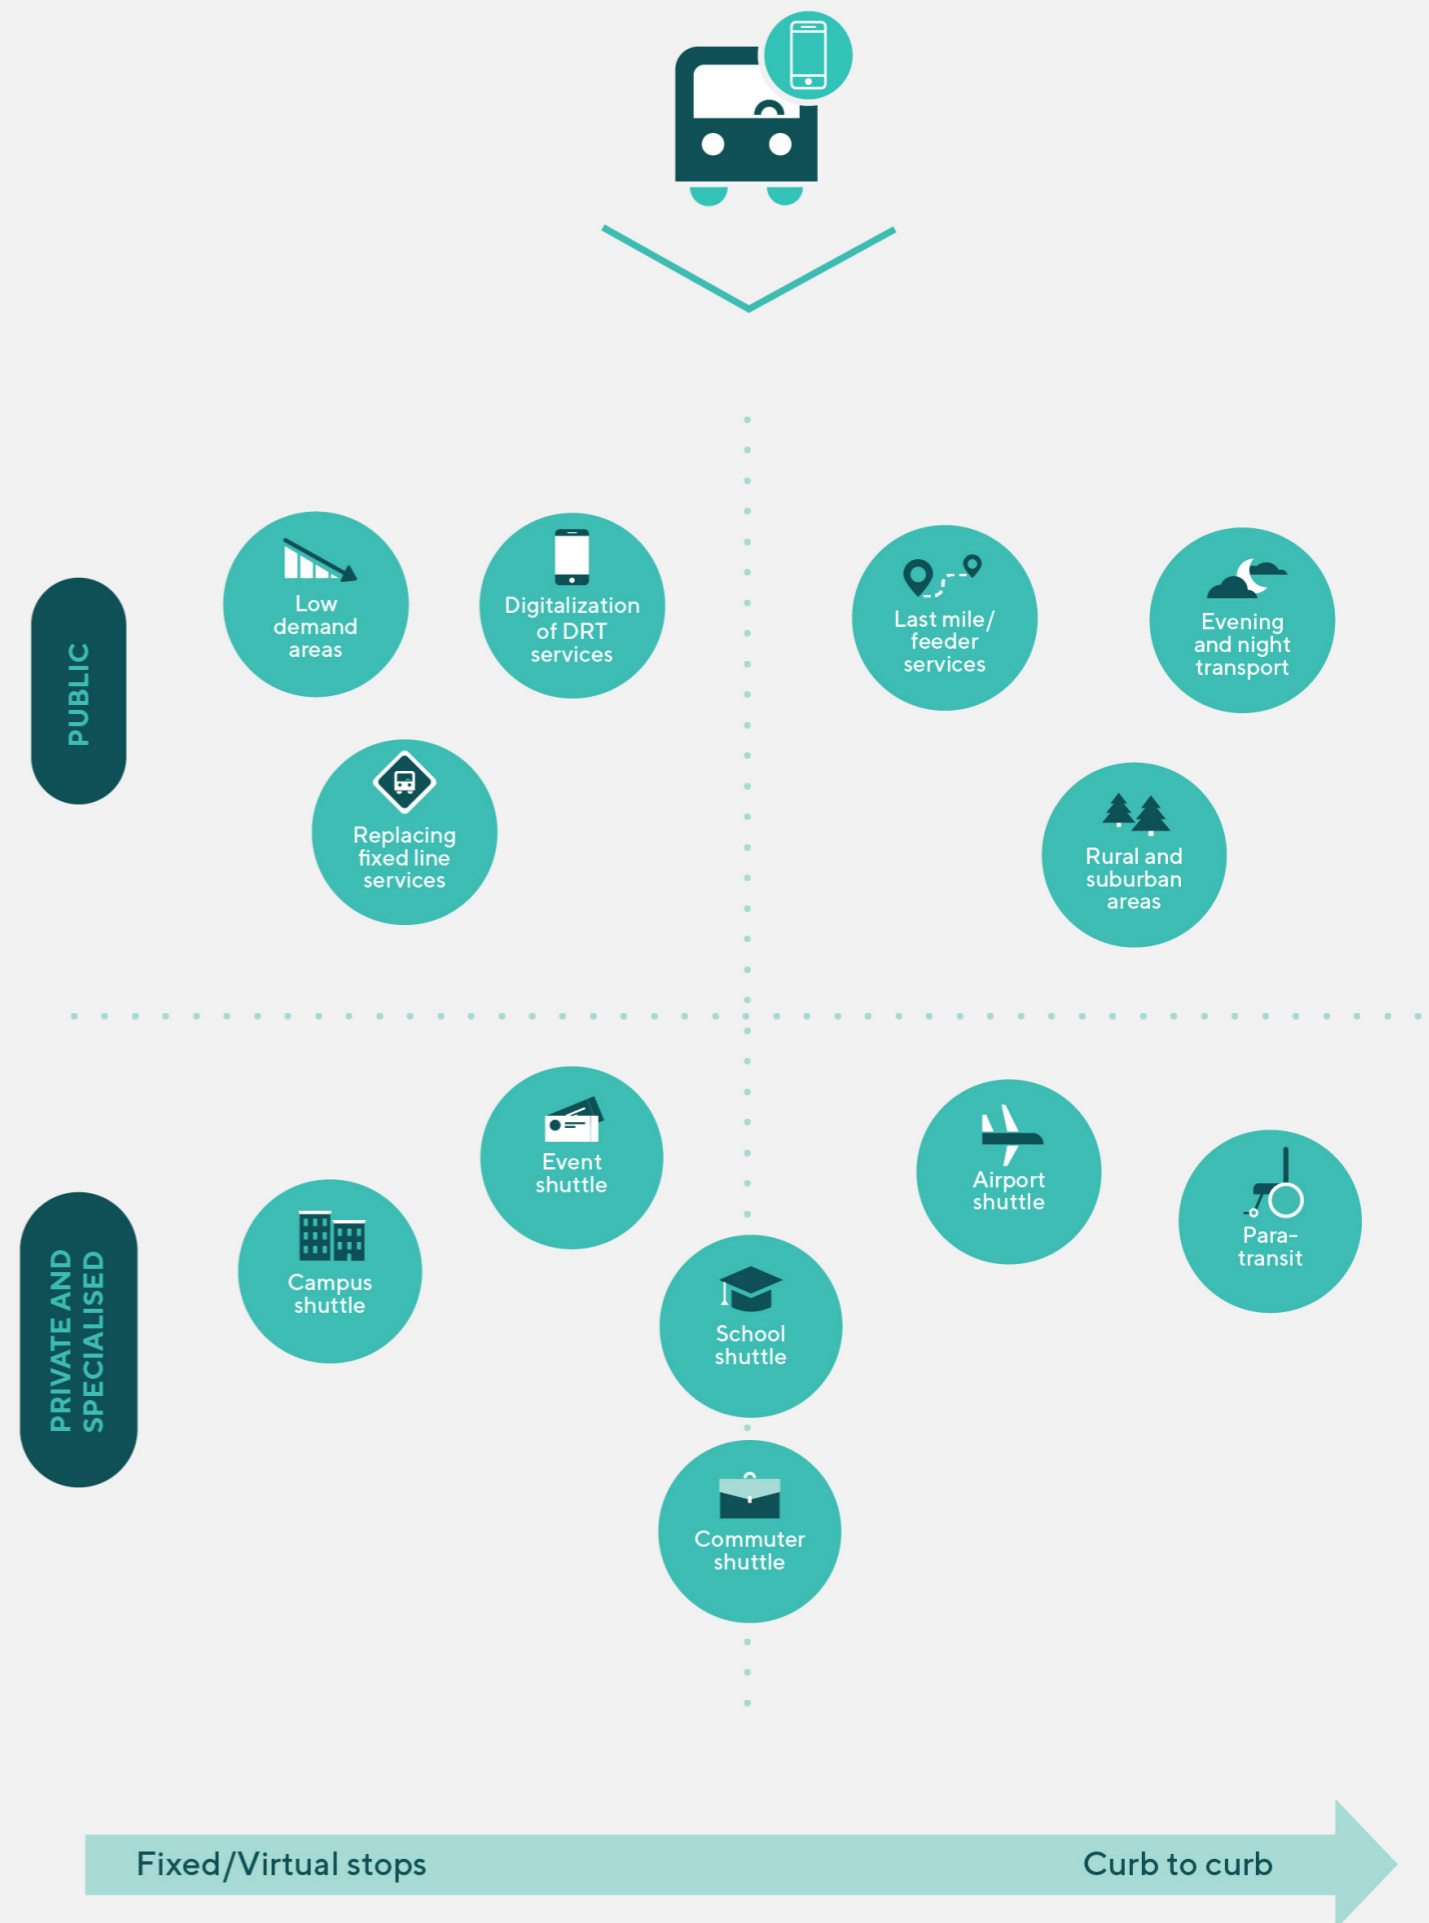 PUBLIC
Low
demand
areas
Digitalization
of DRT
services
Replacing
fixed line
services
Last mile/
feeder
services
Evening
and night
transport
Rural and
suburban
areas
PRIVATE AND
SPECIALISED
Campus
shuttle
Event
shuttle
School
shuttle
Commuter
shuttle
Airport
shuttle
Para-
transit
Fixed/Virtual stops
Curb to curb